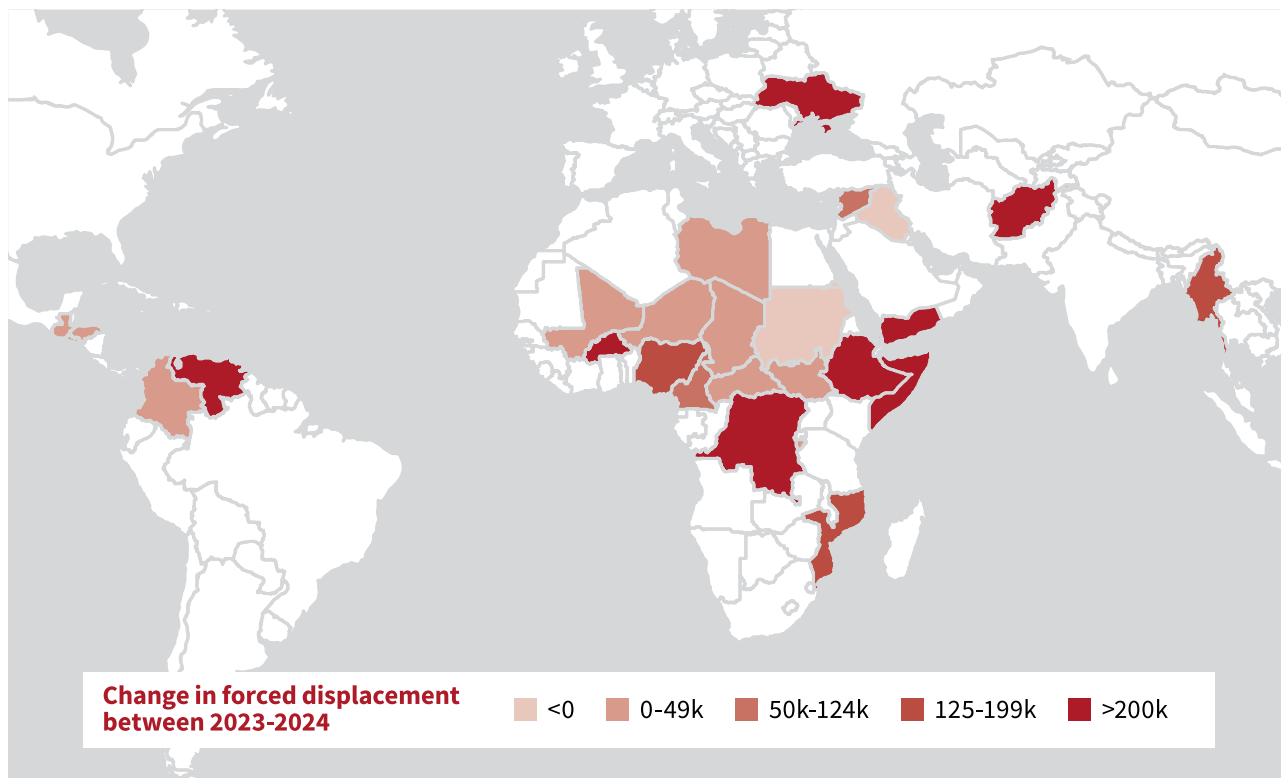 Change in forced displacement
between 2023-2024
<0
0-49k
50k-124k
125-199k
>200k